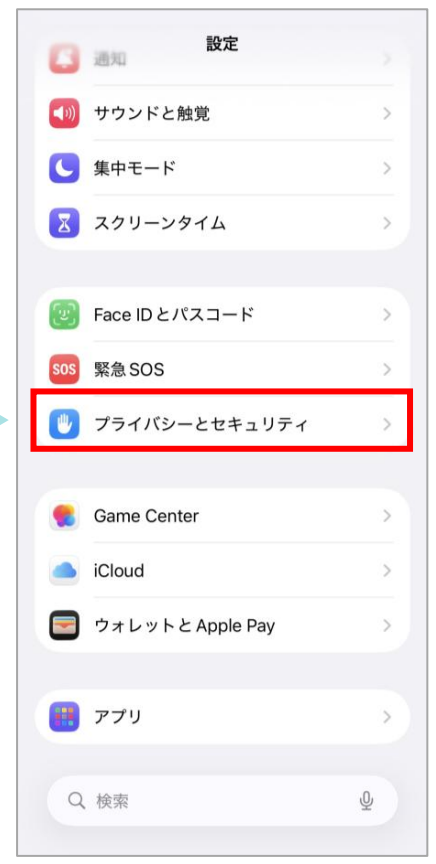 設定
通知
サウンドと触覚
集中モード
スクリーンタイム
Face IDとパスコード
SOS 緊急SOS
プライバシーとセキュリティ
Game Center
iCloud
ウォレットとApple Pay
アプリ
検索